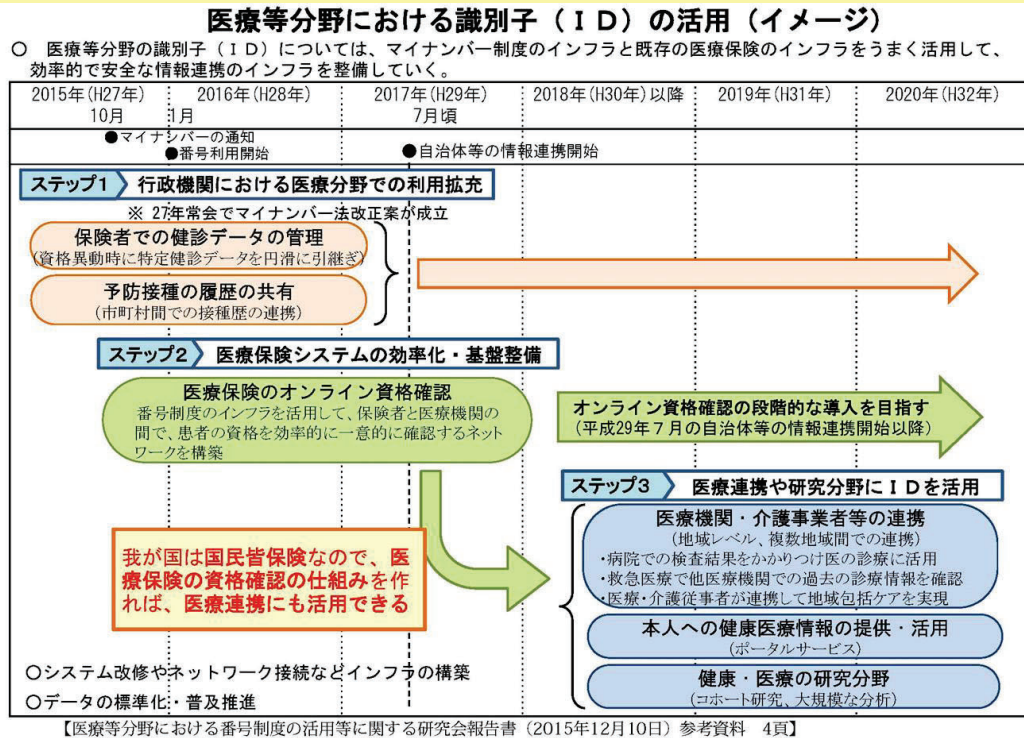 医療等分野における識別子（ＩＤ）の活用（イメージ）
○　医療等分野の識別子（ＩＤ）については、マイナンバー制度のインフラと既存の医療保険のインフラをうまく活用して、
効率的で安全な情報連携のインフラを整備していく。
2015年(H27年)　2016年(H28年)　2017年(H29年)　2018年(H30年)以降　2019年(H31年)　2020年(H32年)
10月　1月　7月頃
●マイナンバーの通知
●番号利用開始
●自治体等の情報連携開始
ステップ1　行政機関における医療分野での利用拡充
※ 27年常会でマイナンバー法改正案が成立
保険者での健診データの管理
(資格異動時に特定健診データを円滑に引継ぎ)
予防接種の履歴の共有
(市町村間での接種歴の連携)
ステップ2　医療保険システムの効率化・基盤整備
医療保険のオンライン資格確認
番号制度のインフラを活用して、保険者と医療機関の
間で、患者の資格を効率的に一意的に確認するネット
ワークを構築
オンライン資格確認の段階的な導入を目指す
(平成29年７月の自治体等の情報連携開始以降)
ステップ3　医療連携や研究分野にＩＤを活用
医療機関・介護事業者等の連携
(地域レベル、複数地域間での連携)
・病院での検査結果をかかりつけ医の診療に活用
・救急医療で他医療機関での過去の診療情報を確認
・医療・介護従事者が連携して地域包括ケアを実現
本人への健康医療情報の提供・活用
(ポータルサービス)
健康・医療の研究分野
(コホート研究、大規模な分析)
我が国は国民皆保険なので、医
療保険の資格確認の仕組みを作
れば、医療連携にも活用できる
○システム改修やネットワーク接続などインフラの構築
○データの標準化・普及推進
【医療等分野における番号制度の活用等に関する研究会報告書（2015年12月10日）参考資料　4頁】